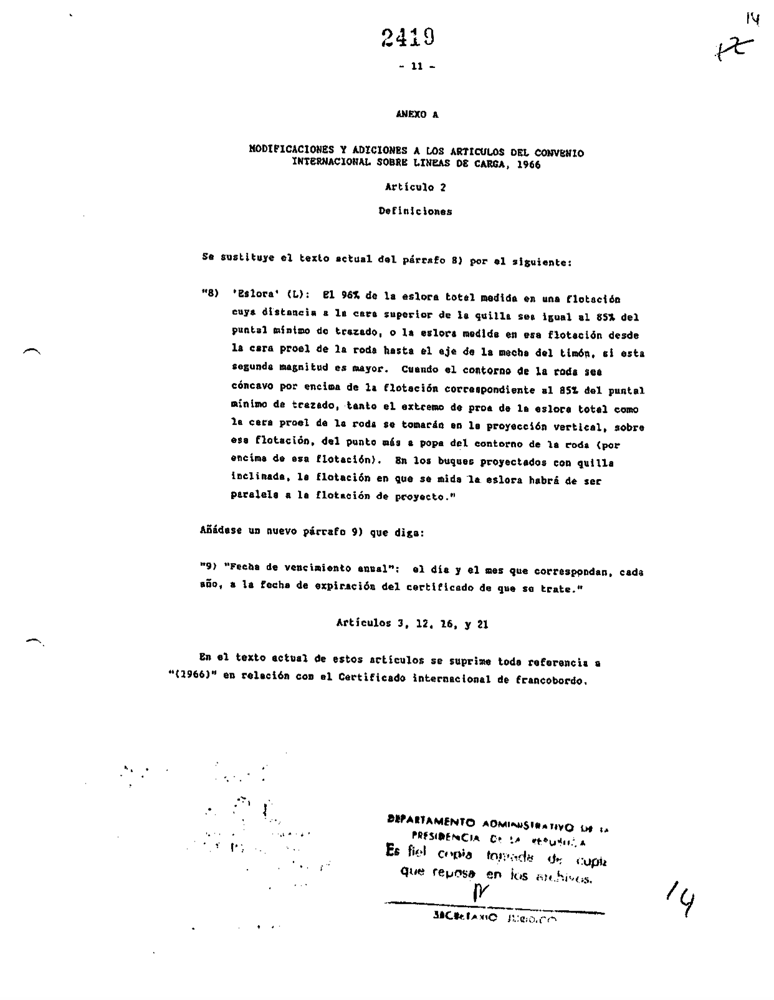 14
12
2419
- 11 -
ANEXO A
MODIFICACIONES Y ADICIONES A LOS ARTICULOS DEL CONVENIO
INTERNACIONAL SOBRE LINEAS DE CARGA, 1966
Artículo 2
Definiciones
Se sustituye el texto actual del párrafo 8) por el siguiente:
"8) 'Eslora' (L): El 96% de la eslora total medida en una flotación
cuya distancia a la cara superior de la quilla sea igual al 85% del
puntal mínimo de trazado, o la eslora medida en esa flotación desde
la cara proel de la roda hasta el eje de la mecha del timón, si esta
segunda magnitud es mayor. Cuando el contorno de la roda sea
cóncavo por encima de la flotación correspondiente al 85% del puntal
mínimo de trazado, tanto el extremo de proa de la eslora total como
la cara proel de la roda se tomarán en la proyección vertical, sobre
esa flotación, del punto más a popa del contorno de la roda (por
encima de esa flotación). En los buques proyectados con quilla
inclinada, la flotación en que se mida la eslora habrá de ser
paralela a la flotación de proyecto."
Añádase un nuevo párrafo 9) que diga:
"9) "Fecha de vencimiento anual": el día y el mes que correspondan, cada
año, a la fecha de expiración del certificado de que se trate."
Artículos 3, 12, 16, y 21
En el texto actual de estos artículos se suprime toda referencia a
"(1966)" en relación con el Certificado internacional de francobordo.
DEPARTAMENTO ADMINISTRATIVO DE LA
PRESIDENCIA DE LA REPUBLICA
Es fiel copia tomada de copia
que reposa en los archivos.
SECRETARIO JURIDICO
14